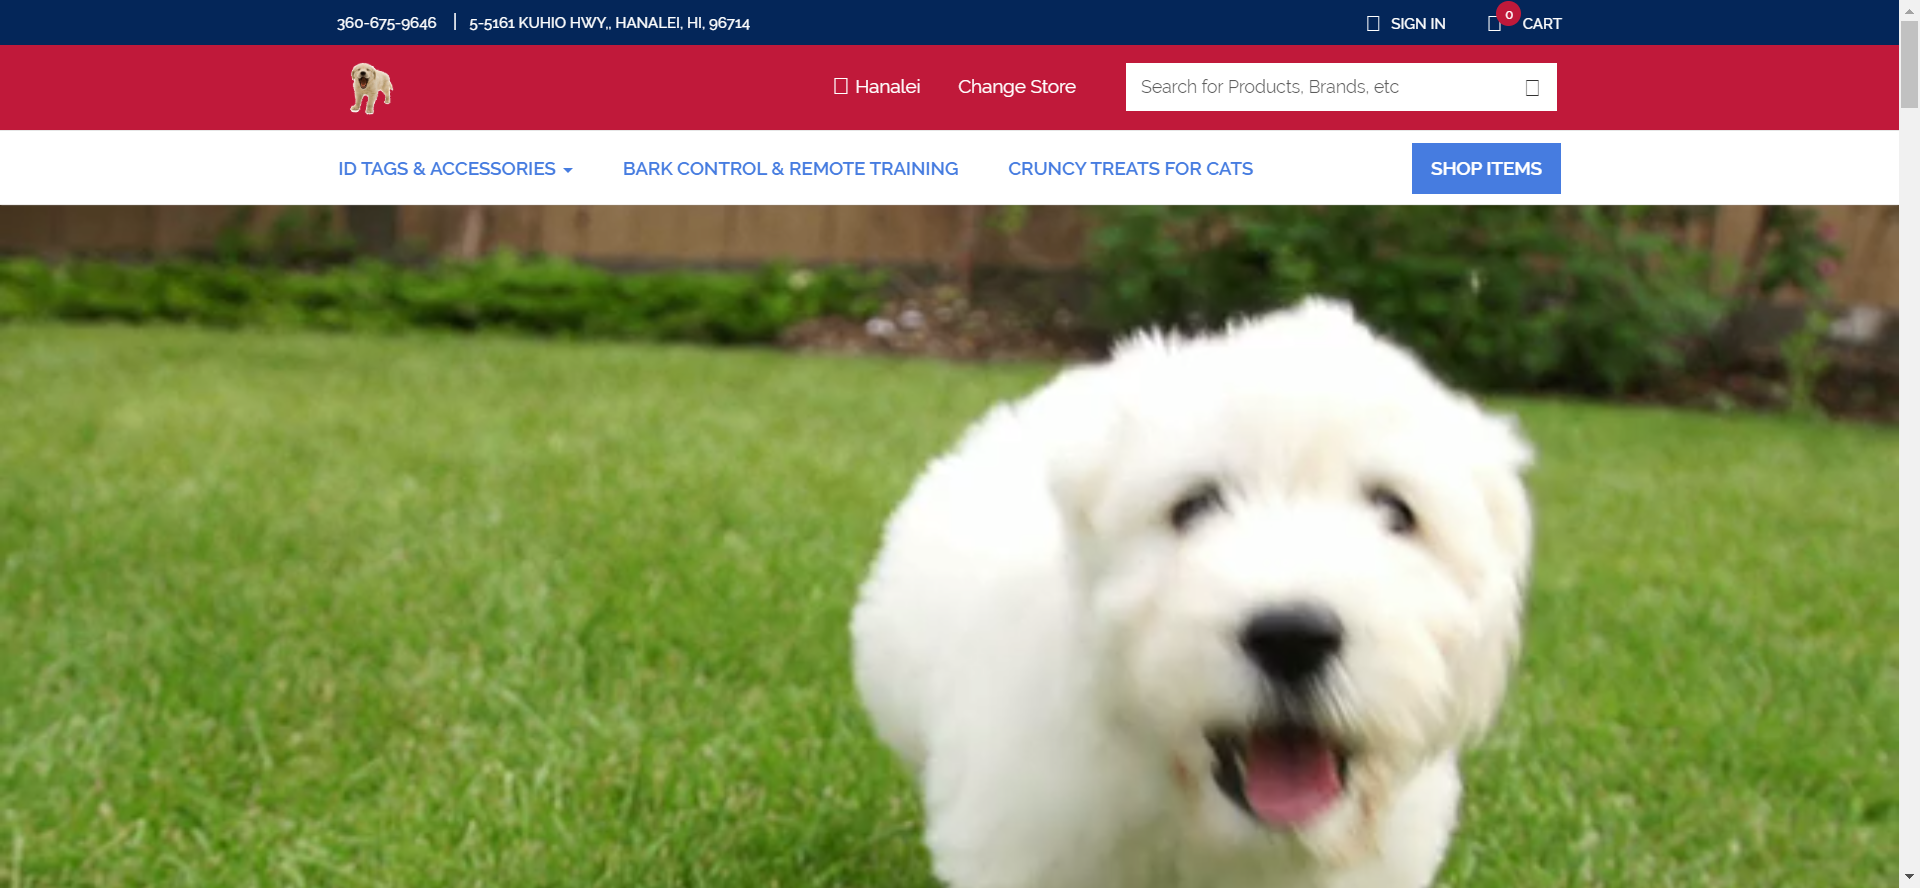 360-675-9646 | 5-5161 KUHIO HWY,, HANALEI, HI, 96714
SIGN IN
0
CART
Hanalei
Change Store
Search for Products, Brands, etc
ID TAGS & ACCESSORIES
BARK CONTROL & REMOTE TRAINING
CRUNCY TREATS FOR CATS
SHOP ITEMS